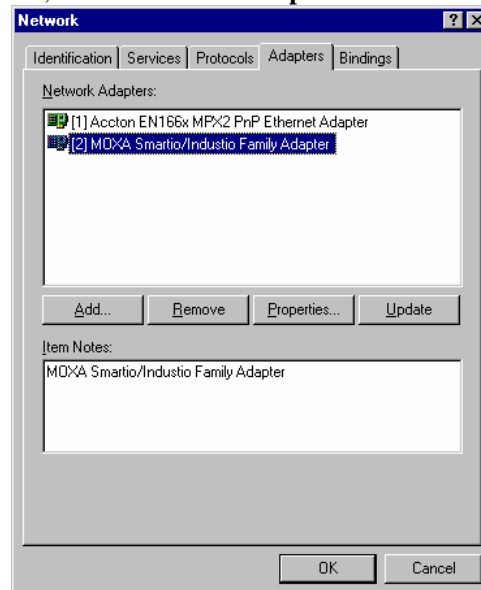 Network
Identification Services Protocols Adapters Bindings
Network Adapters:
[1] Accton EN166x MPX2 PnP Ethernet Adapter
[2] MOXA Smartio/Industio Family Adapter
Add... Remove Properties... Update
Item Notes:
MOXA Smartio/Industio Family Adapter
OK Cancel